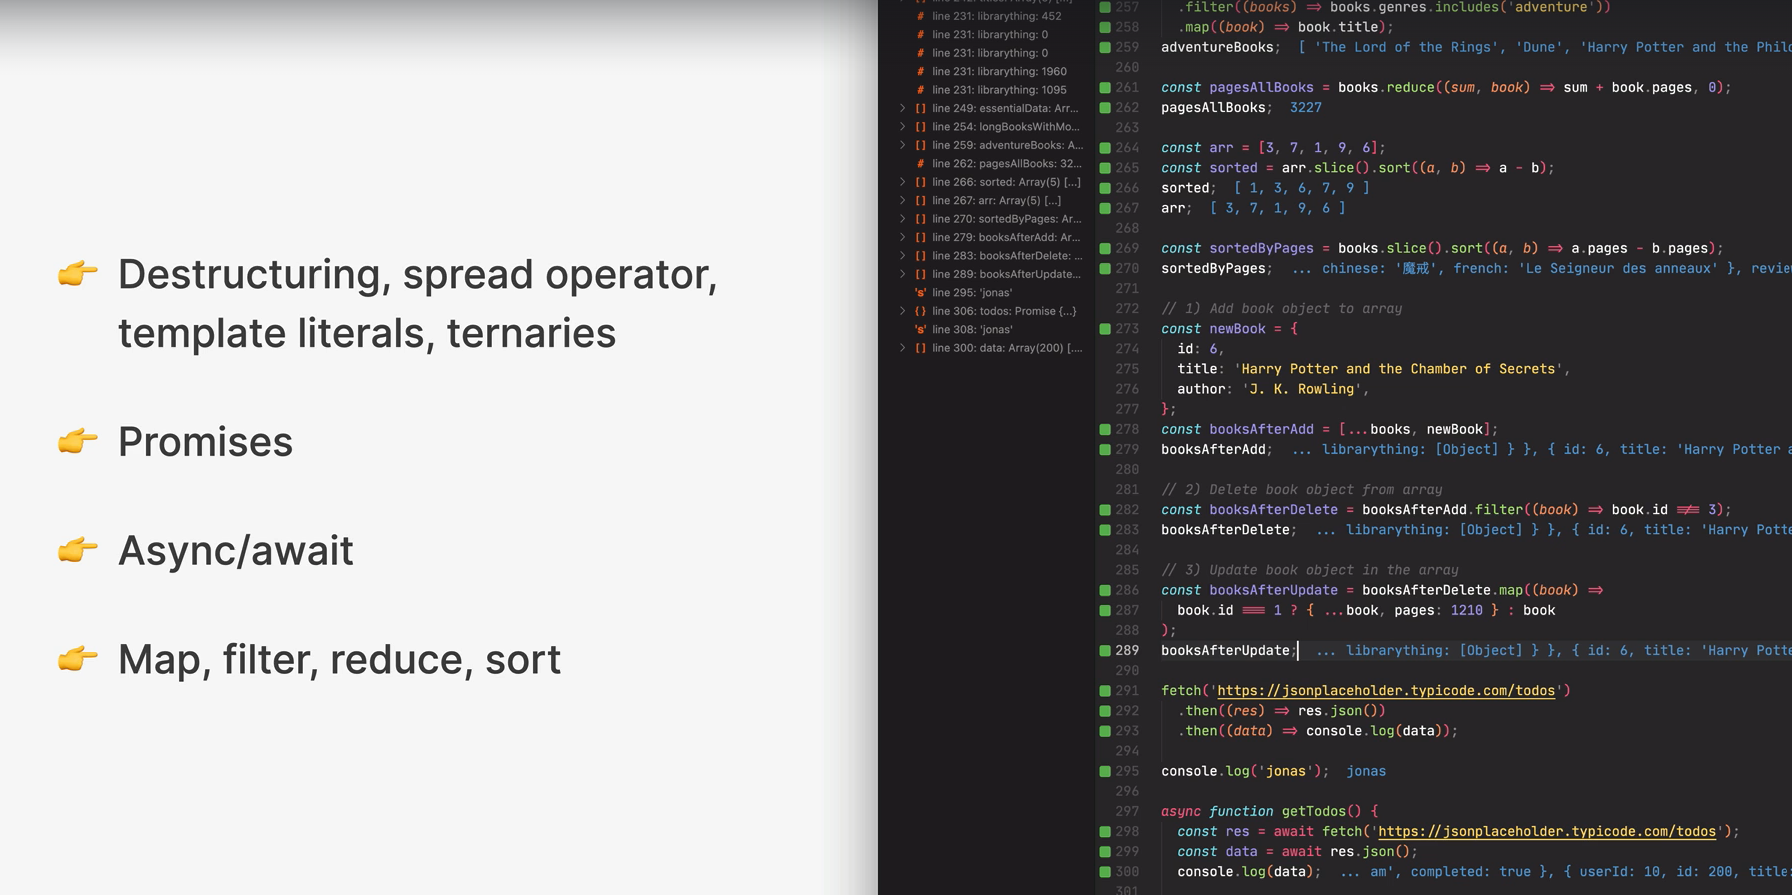 👉 Destructuring, spread operator,
template literals, ternaries
👉 Promises
👉 Async/await
👉 Map, filter, reduce, sort
# line 231: librarything: 452
# line 231: librarything: 0
# line 231: librarything: 0
# line 231: librarything: 1960
# line 231: librarything: 1095
> [] line 249: essentialData: Arr...
> [] line 254: longBooksWithMo...
> [] line 259: adventureBooks: A...
# line 262: pagesAllBooks: 32...
> [] line 266: sorted: Array(5) [...]
> [] line 267: arr: Array(5) [...]
> [] line 270: sortedByPages: Ar...
> [] line 279: booksAfterAdd: Ar...
> [] line 283: booksAfterDelete: ...
> [] line 289: booksAfterUpdate...
's' line 295: 'jonas'
> {} line 306: todos: Promise {...}
's' line 308: 'jonas'
> [] line 300: data: Array(200) [....
257 .filter((books) => books.genres.includes('adventure'))
258 .map((book) => book.title);
259 adventureBooks; [ 'The Lord of the Rings', 'Dune', 'Harry Potter and the Philo
260
261 const pagesAllBooks = books.reduce((sum, book) => sum + book.pages, 0);
262 pagesAllBooks; 3227
263
264 const arr = [3, 7, 1, 9, 6];
265 const sorted = arr.slice().sort((a, b) => a - b);
266 sorted; [ 1, 3, 6, 7, 9 ]
267 arr; [ 3, 7, 1, 9, 6 ]
268
269 const sortedByPages = books.slice().sort((a, b) => a.pages - b.pages);
270 sortedByPages; ... chinese: '魔戒', french: 'Le Seigneur des anneaux' }, review
271
272 // 1) Add book object to array
273 const newBook = {
274 id: 6,
275 title: 'Harry Potter and the Chamber of Secrets',
276 author: 'J. K. Rowling',
277 };
278 const booksAfterAdd = [...books, newBook];
279 booksAfterAdd; ... librarything: [Object] } }, { id: 6, title: 'Harry Potter a
280
281 // 2) Delete book object from array
282 const booksAfterDelete = booksAfterAdd.filter((book) => book.id !== 3);
283 booksAfterDelete; ... librarything: [Object] } }, { id: 6, title: 'Harry Potte
284
285 // 3) Update book object in the array
286 const booksAfterUpdate = booksAfterDelete.map((book) =>
287 book.id === 1 ? { ...book, pages: 1210 } : book
288 );
289 booksAfterUpdate; ... librarything: [Object] } }, { id: 6, title: 'Harry Potte
290
291 fetch('https://jsonplaceholder.typicode.com/todos')
292 .then((res) => res.json())
293 .then((data) => console.log(data));
294
295 console.log('jonas'); jonas
296
297 async function getTodos() {
298 const res = await fetch('https://jsonplaceholder.typicode.com/todos');
299 const data = await res.json();
300 console.log(data); ... am', completed: true }, { userId: 10, id: 200, title
301